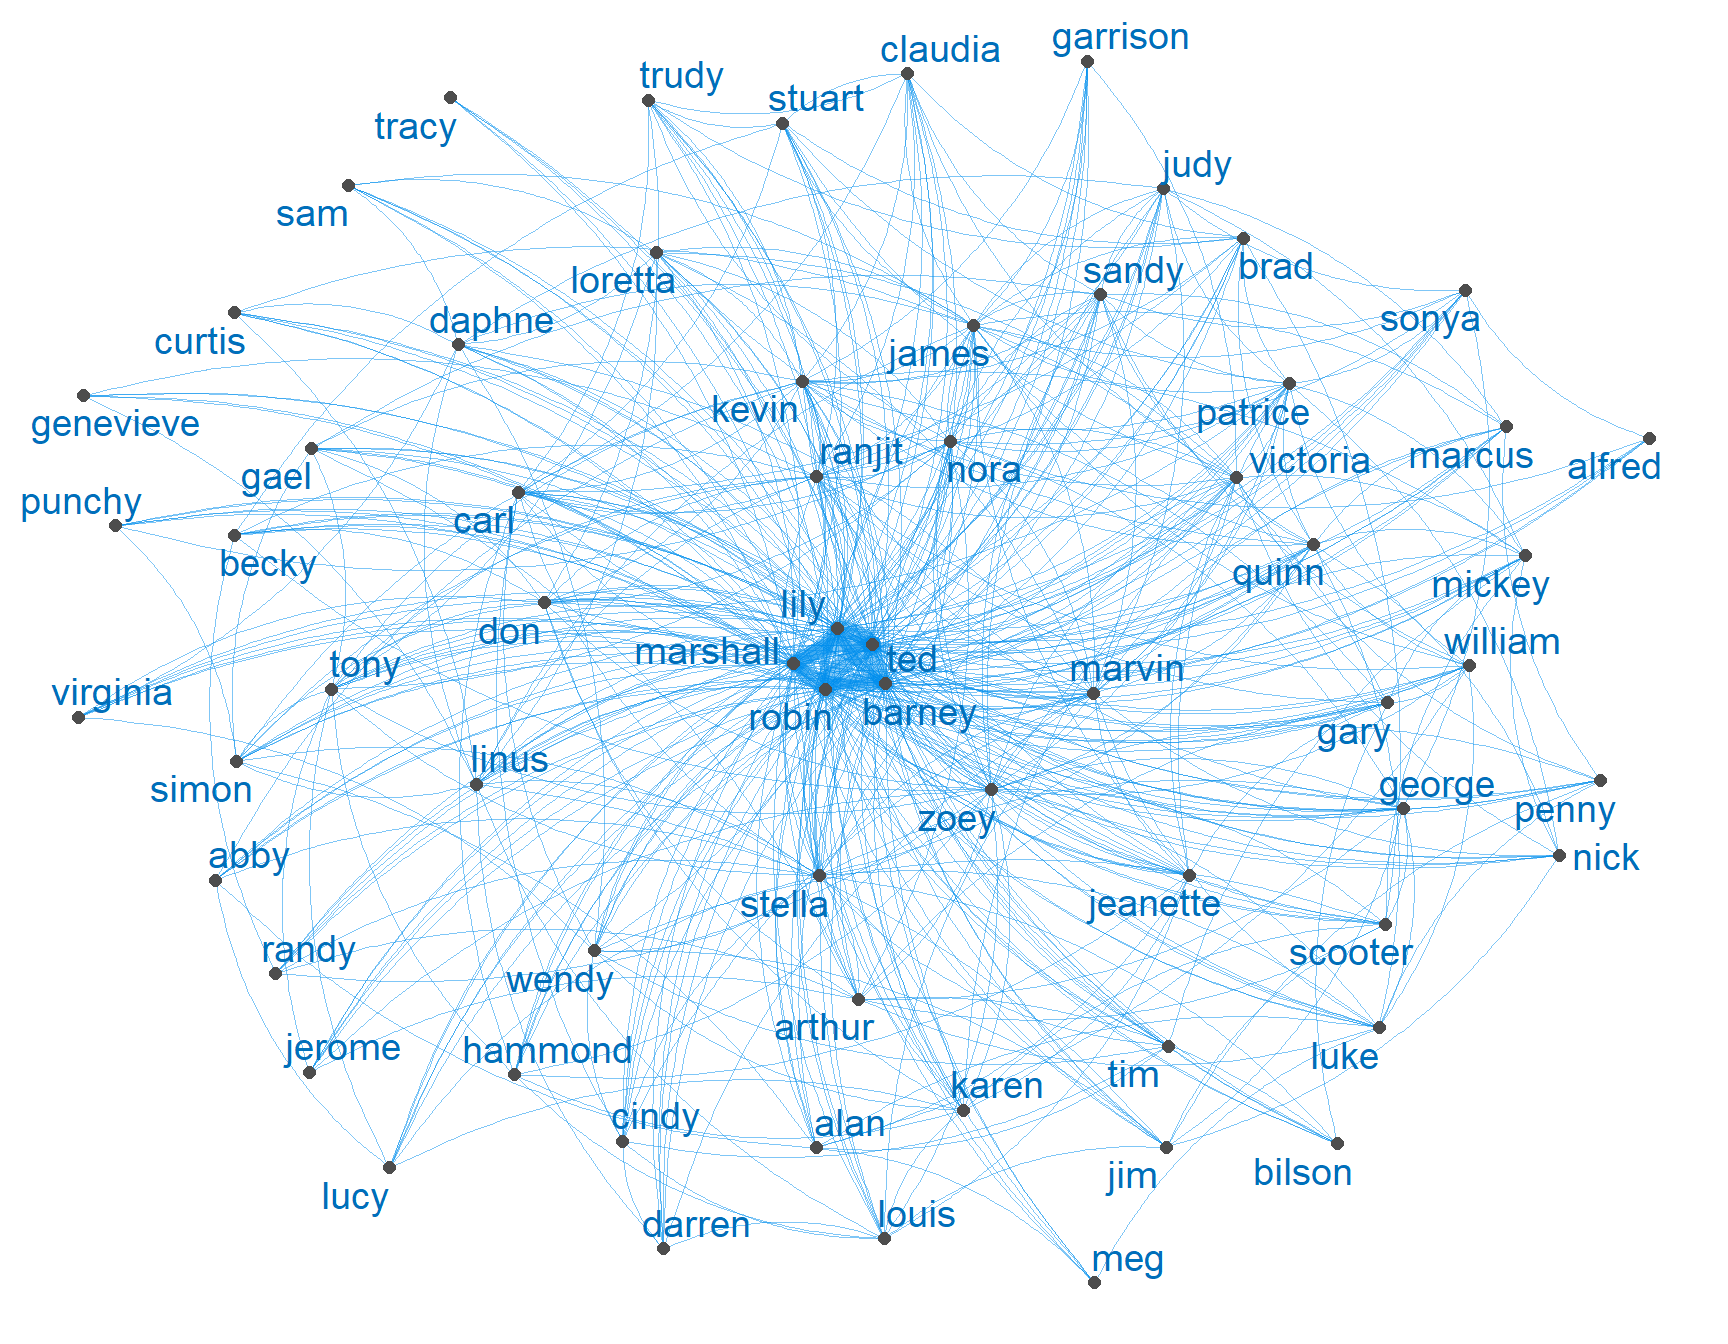 garrison
claudia
trudy
stuart
tracy
judy
sam
sandy
brad
loretta
daphne
sonya
curtis
james
kevin
patrice
genevieve
ranjit
nora
victoria
marcus
alfred
gael
punchy
carl
becky
quinn
mickey
lily
don
marshall
ted
william
tony
marvin
virginia
robin
barney
gary
linus
simon
zoey
george
penny
abby
nick
stella
jeanette
randy
wendy
scooter
arthur
jerome
hammond
luke
tim
karen
cindy
alan
jim
bilson
lucy
darren
louis
meg